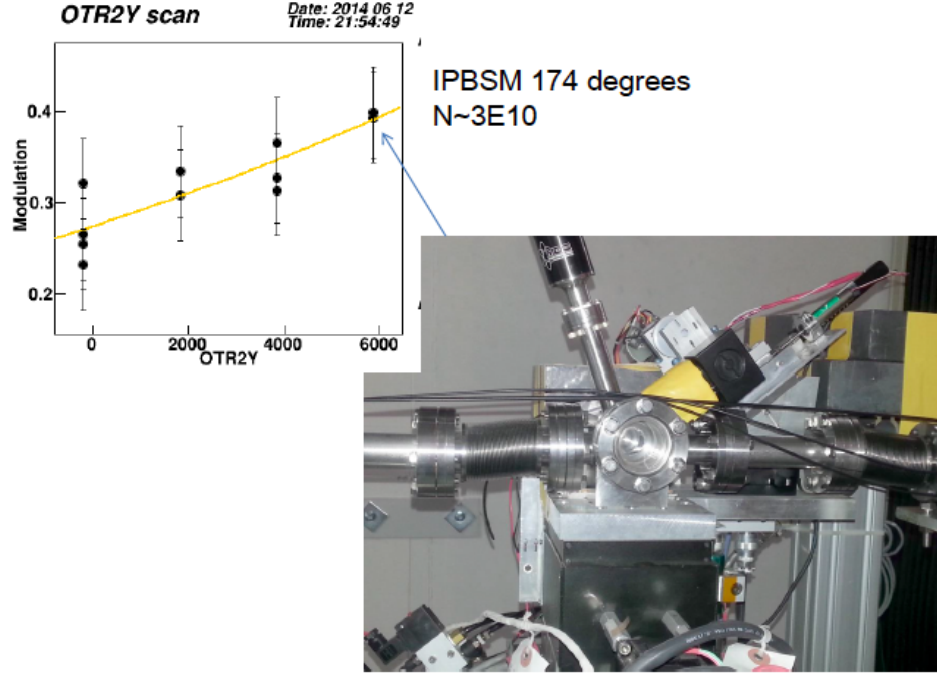 OTR2Y scan
Date: 2014 06 12
Time: 21:54:49
IPBSM 174 degrees
N~3E10
Modulation
0.4
0.3
0.2
0 2000 4000 6000
OTR2Y